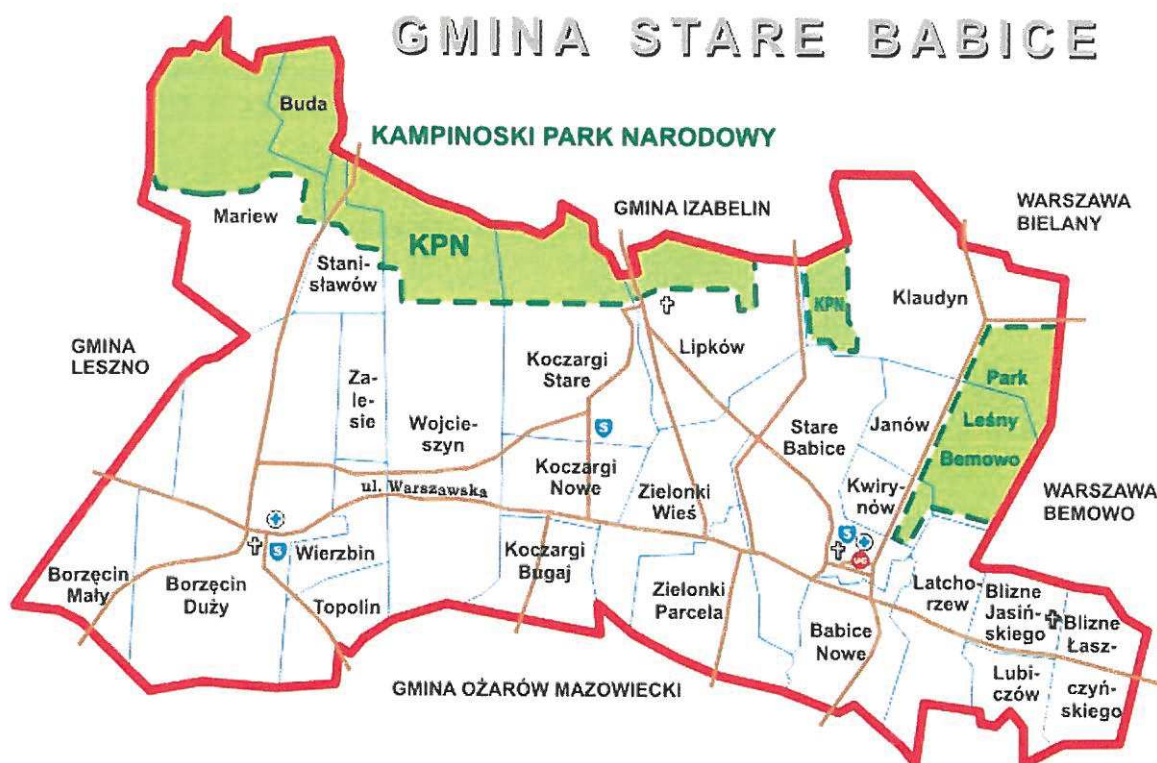 GMINA STARE BABICE
Buda
KAMPINOSKI PARK NARODOWY
Mariew
GMINA IZABELIN
WARSZAWA
BIELANY
KPN
Stani-
sławów
KPN
Klaudyn
GMINA
LESZNO
Koczargi
Stare
Lipków
Park
Leśny
Bemowo
Za-
le-
sie
Wojcie-
szyn
S
Stare
Babice
Janów
Koczargi
Nowe
ul. Warszawska
Zielonki
Wieś
Kwiry-
nów
WARSZAWA
BEMOWO
S
UG
S
Wierzbin
Koczargi
Bugaj
Borzęcin
Mały
Borzęcin
Duży
Topolin
Zielonki
Parcela
Latcho-
rzew
Blizne
Jasiń-
skiego
Blizne
Łasz-
czyń-
skiego
Babice
Nowe
Lubi-
czów
GMINA OŻARÓW MAZOWIECKI